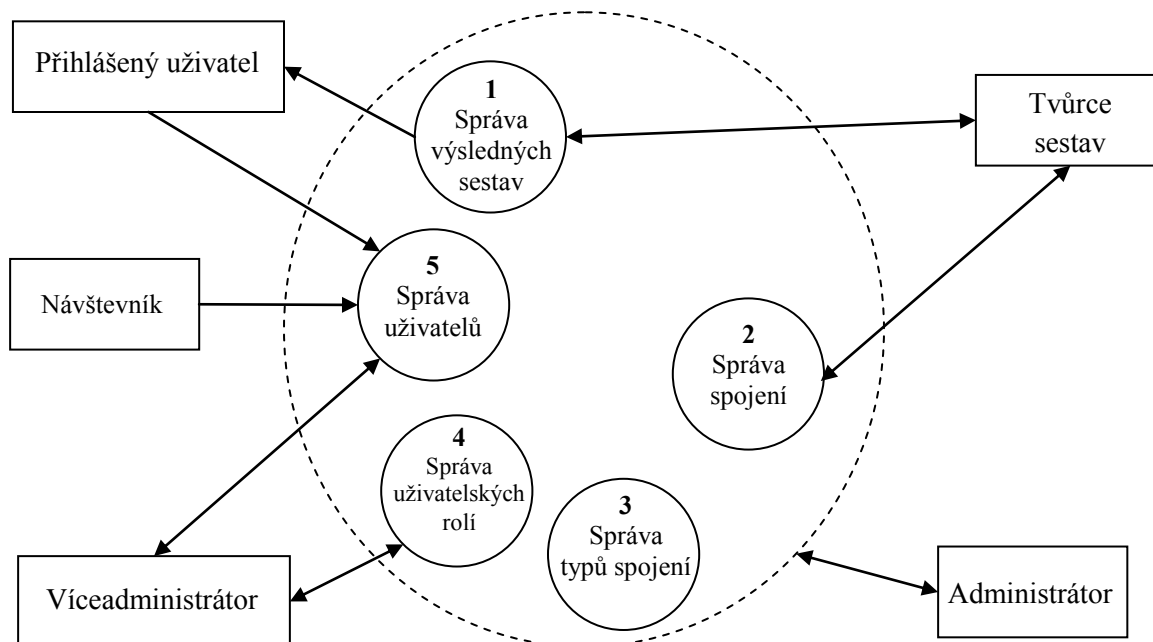 Přihlášený uživatel
1
Správa
výsledných
sestav
Tvůrce
sestav
5
Správa
uživatelů
Návštevník
2
Správa
spojení
4
Správa
uživatelských
rolí
3
Správa
typů spojení
Víceadministrátor
Administrátor